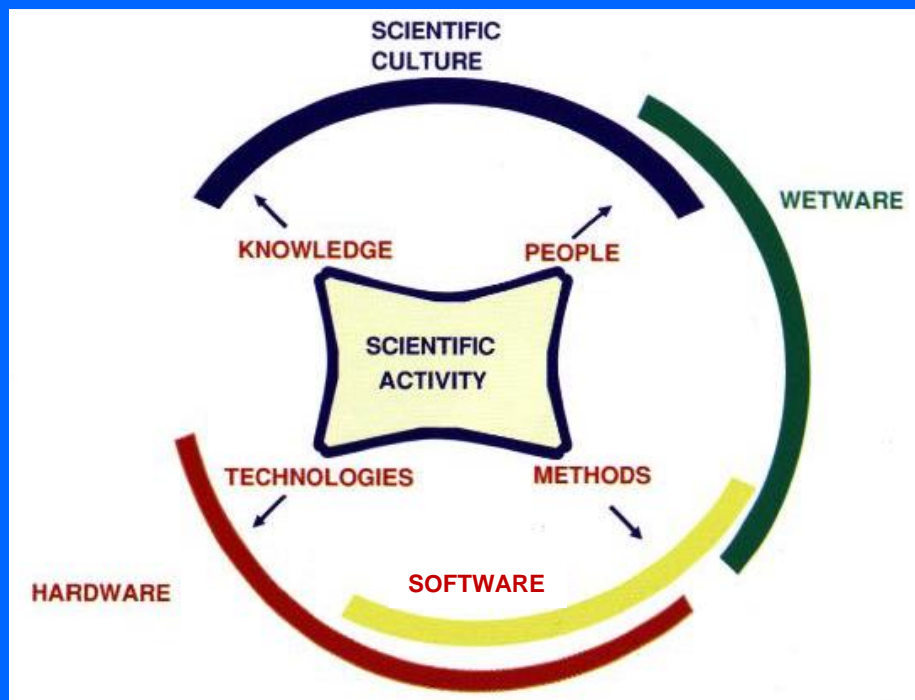 SCIENTIFIC
CULTURE
WETWARE
KNOWLEDGE
PEOPLE
SCIENTIFIC
ACTIVITY
TECHNOLOGIES
METHODS
SOFTWARE
HARDWARE